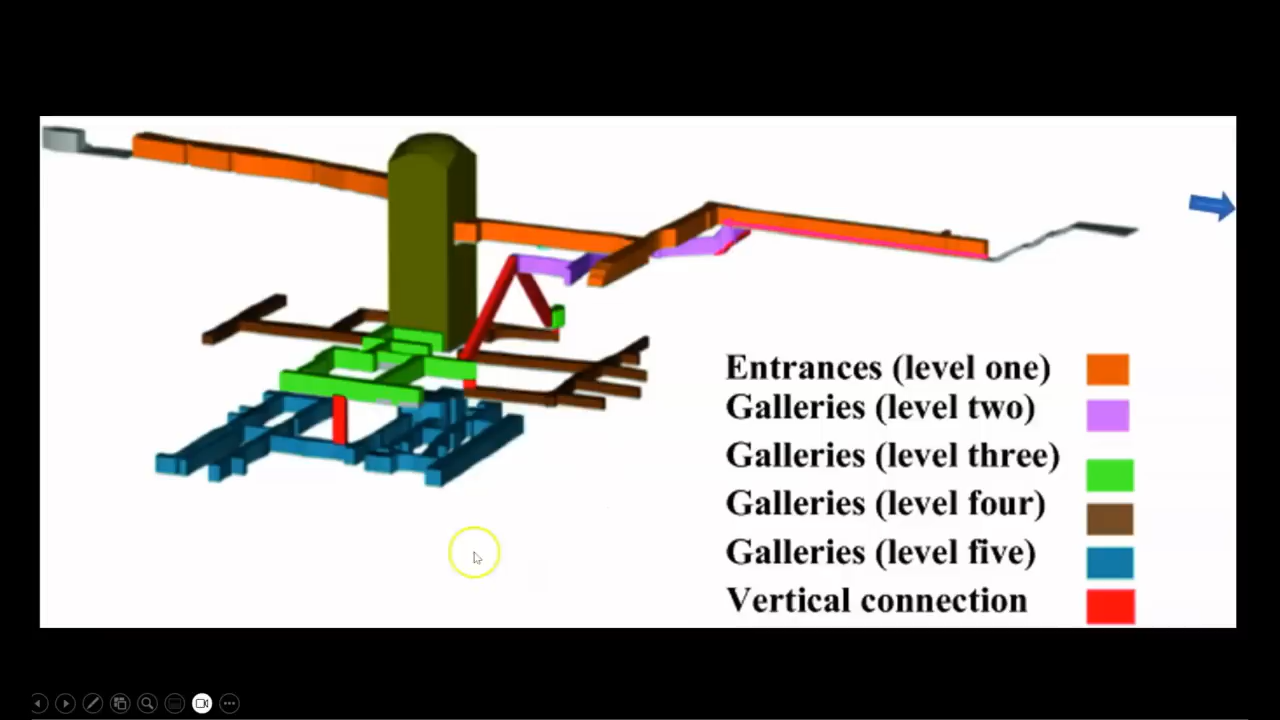 Entrances (level one)
Galleries (level two)
Galleries (level three)
Galleries (level four)
Galleries (level five)
Vertical connection